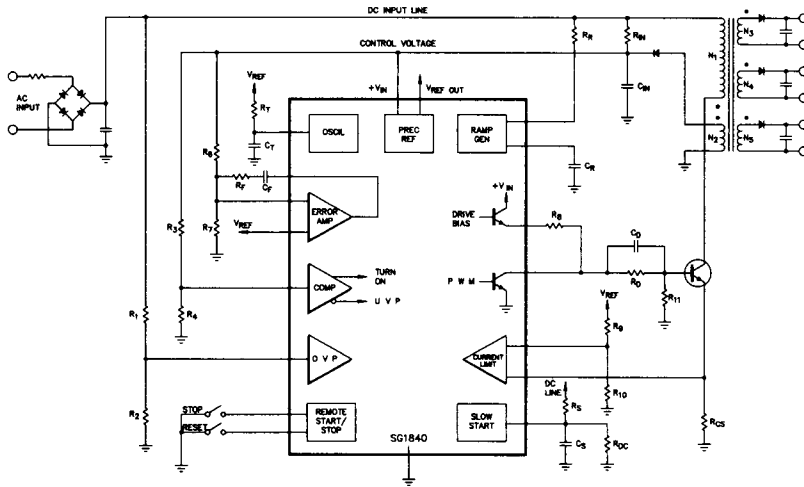 DC INPUT LINE
CONTROL VOLTAGE
AC
INPUT
+VIN
VREF OUT
VREF
RT
CT
OSCIL
PREC
REF
RAMP
GEN
RR
RIN
CIN
CR
N1
N2
N3
N4
N5
R6
RF
CF
R7
VREF
ERROR
AMP
R3
R4
COMP
TURN
ON
U V P
+VIN
DRIVE
BIAS
RB
P W M
CD
RD
R11
R1
R2
O V P
VREF
R9
R10
CURRENT
LIMIT
STOP
RESET
REMOTE
START/
STOP
SLOW
START
DC
LINE
RS
CS
RDC
RCS
SG1840